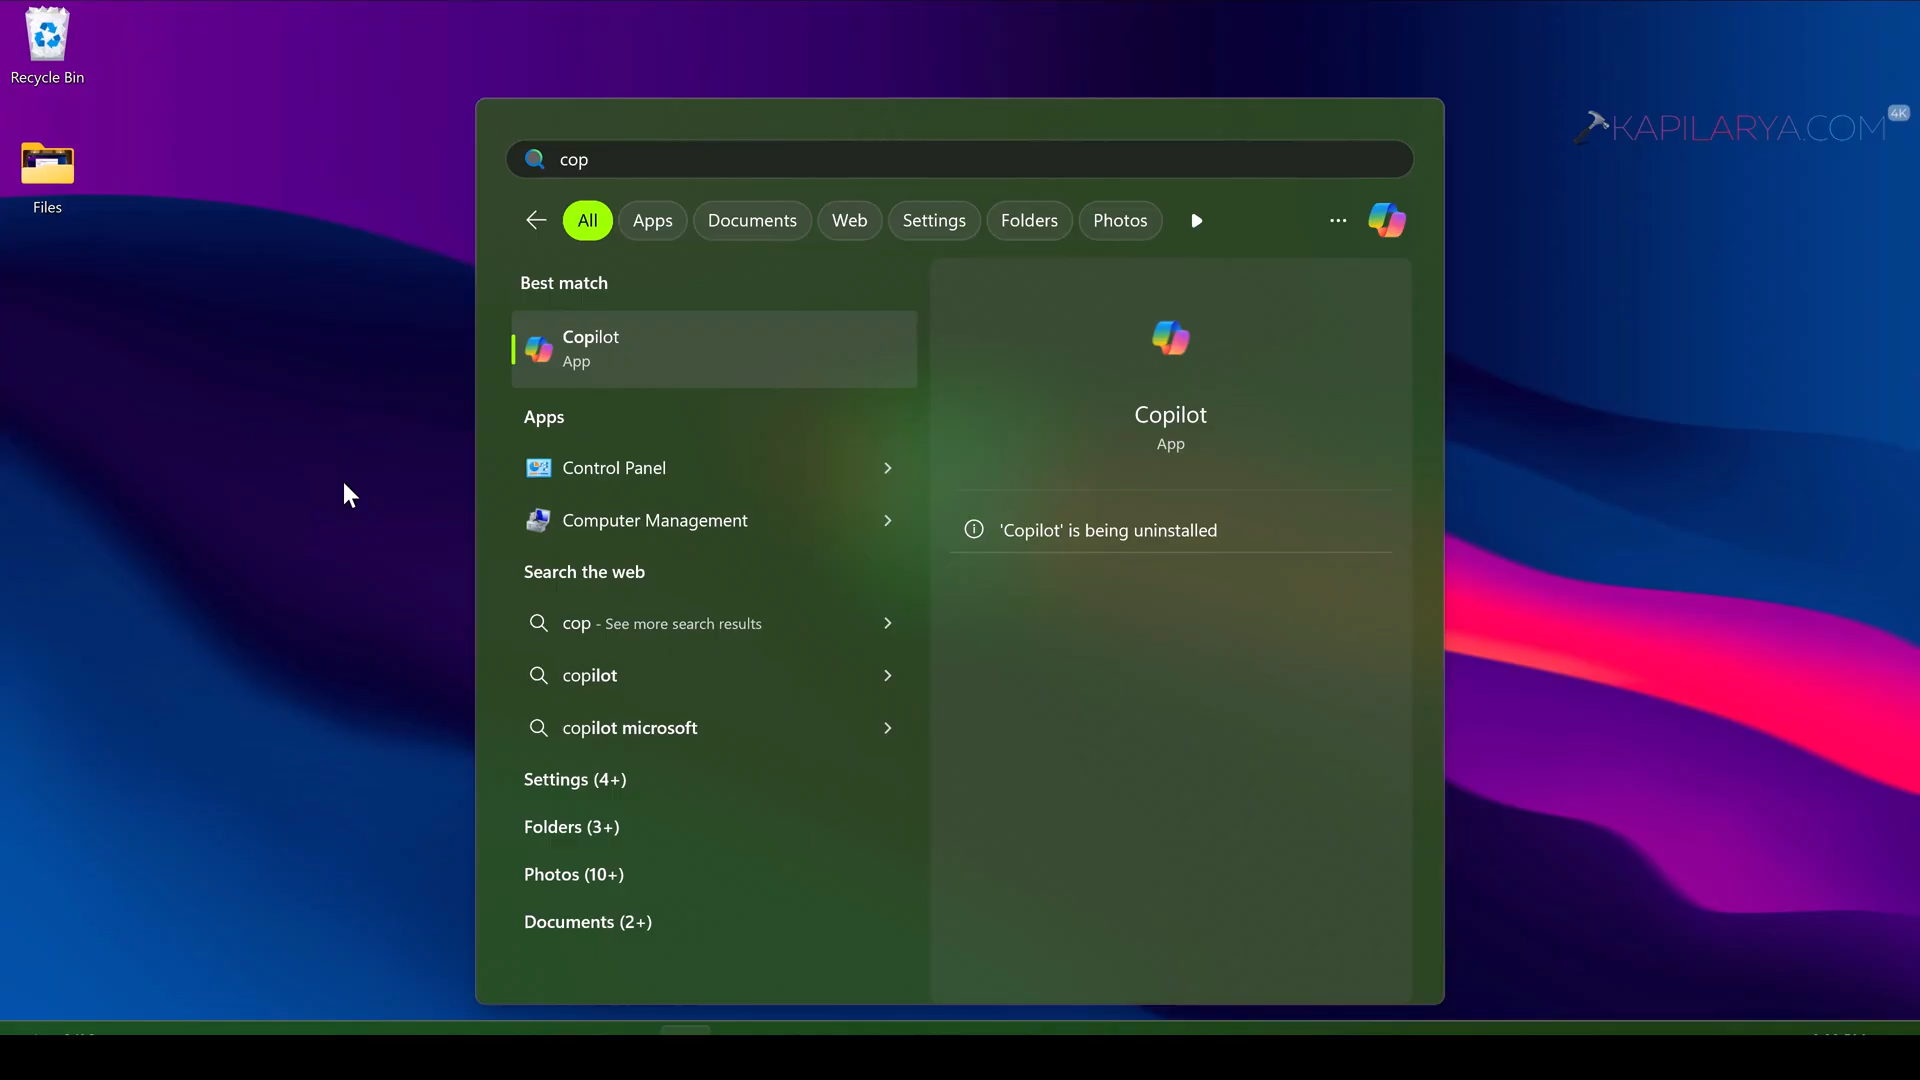 Recycle Bin
Files
KAPILARYA.COM
4K
cop
All
Apps
Documents
Web
Settings
Folders
Photos
...
Best match
Copilot
App
Apps
Control Panel
Computer Management
Search the web
cop - See more search results
copilot
copilot microsoft
Settings (4+)
Folders (3+)
Photos (10+)
Documents (2+)
Copilot
App
'Copilot' is being uninstalled